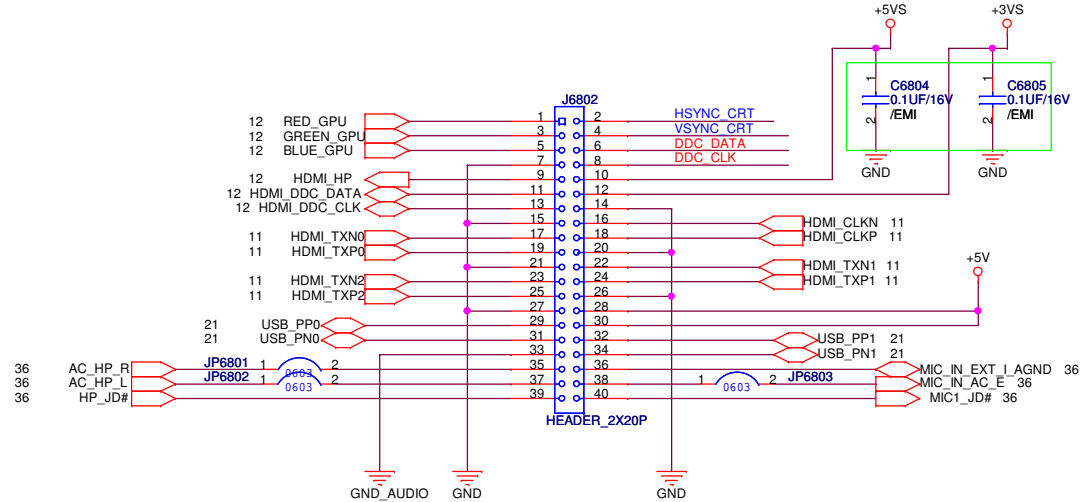 +5VS +3VS
1 C6804 1 C6805
0.1UF/16V 0.1UF/16V
2 /EMI 2 /EMI
GND GND
J6802
12 RED_GPU 1 2 HSYNC_CRT
12 GREEN_GPU 3 4 VSYNC_CRT
12 BLUE_GPU 5 6 DDC_DATA
7 8 DDC_CLK
12 HDMI_HP 9 10
12 HDMI_DDC_DATA 11 12
12 HDMI_DDC_CLK 13 14
15 16 HDMI_CLKN 11
11 HDMI_TXN0 17 18 HDMI_CLKP 11
11 HDMI_TXP0 19 20
21 22 HDMI_TXN1 11
11 HDMI_TXN2 23 24 HDMI_TXP1 11
11 HDMI_TXP2 25 26
+5V
27 28
21 USB_PP0 29 30
21 USB_PN0 31 32 USB_PP1 21
33 34 USB_PN1 21
36 AC_HP_R JP6801 1 0603 2 35 36 MIC_IN_EXT_I_AGND 36
36 AC_HP_L JP6802 1 0603 2 37 38 1 0603 2 JP6803 MIC_IN_AC_E 36
36 HP_JD# 39 40 MIC1_JD# 36
HEADER_2X20P
GND_AUDIO GND GND